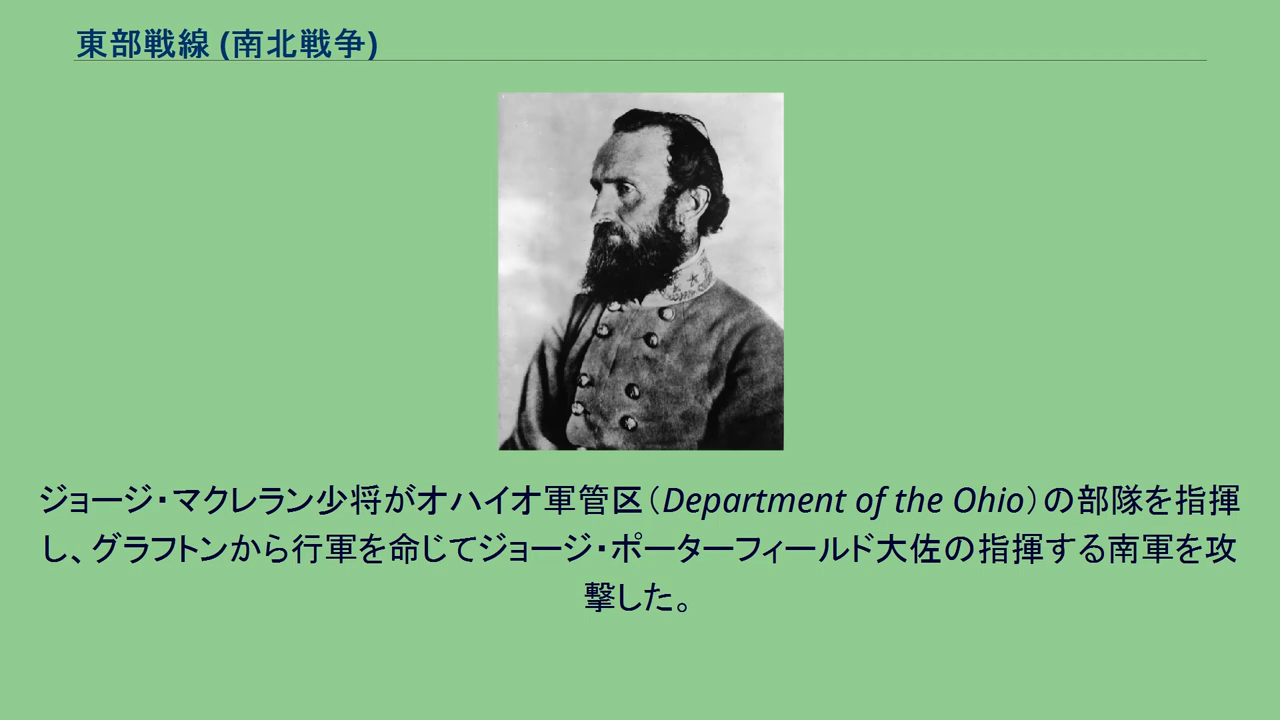 東部戦線 (南北戦争)
ジョージ・マクレラン少将がオハイオ軍管区（Department of the Ohio）の部隊を指揮
し、グラフトンから行軍を命じてジョージ・ポーターフィールド大佐の指揮する南軍を攻
撃した。